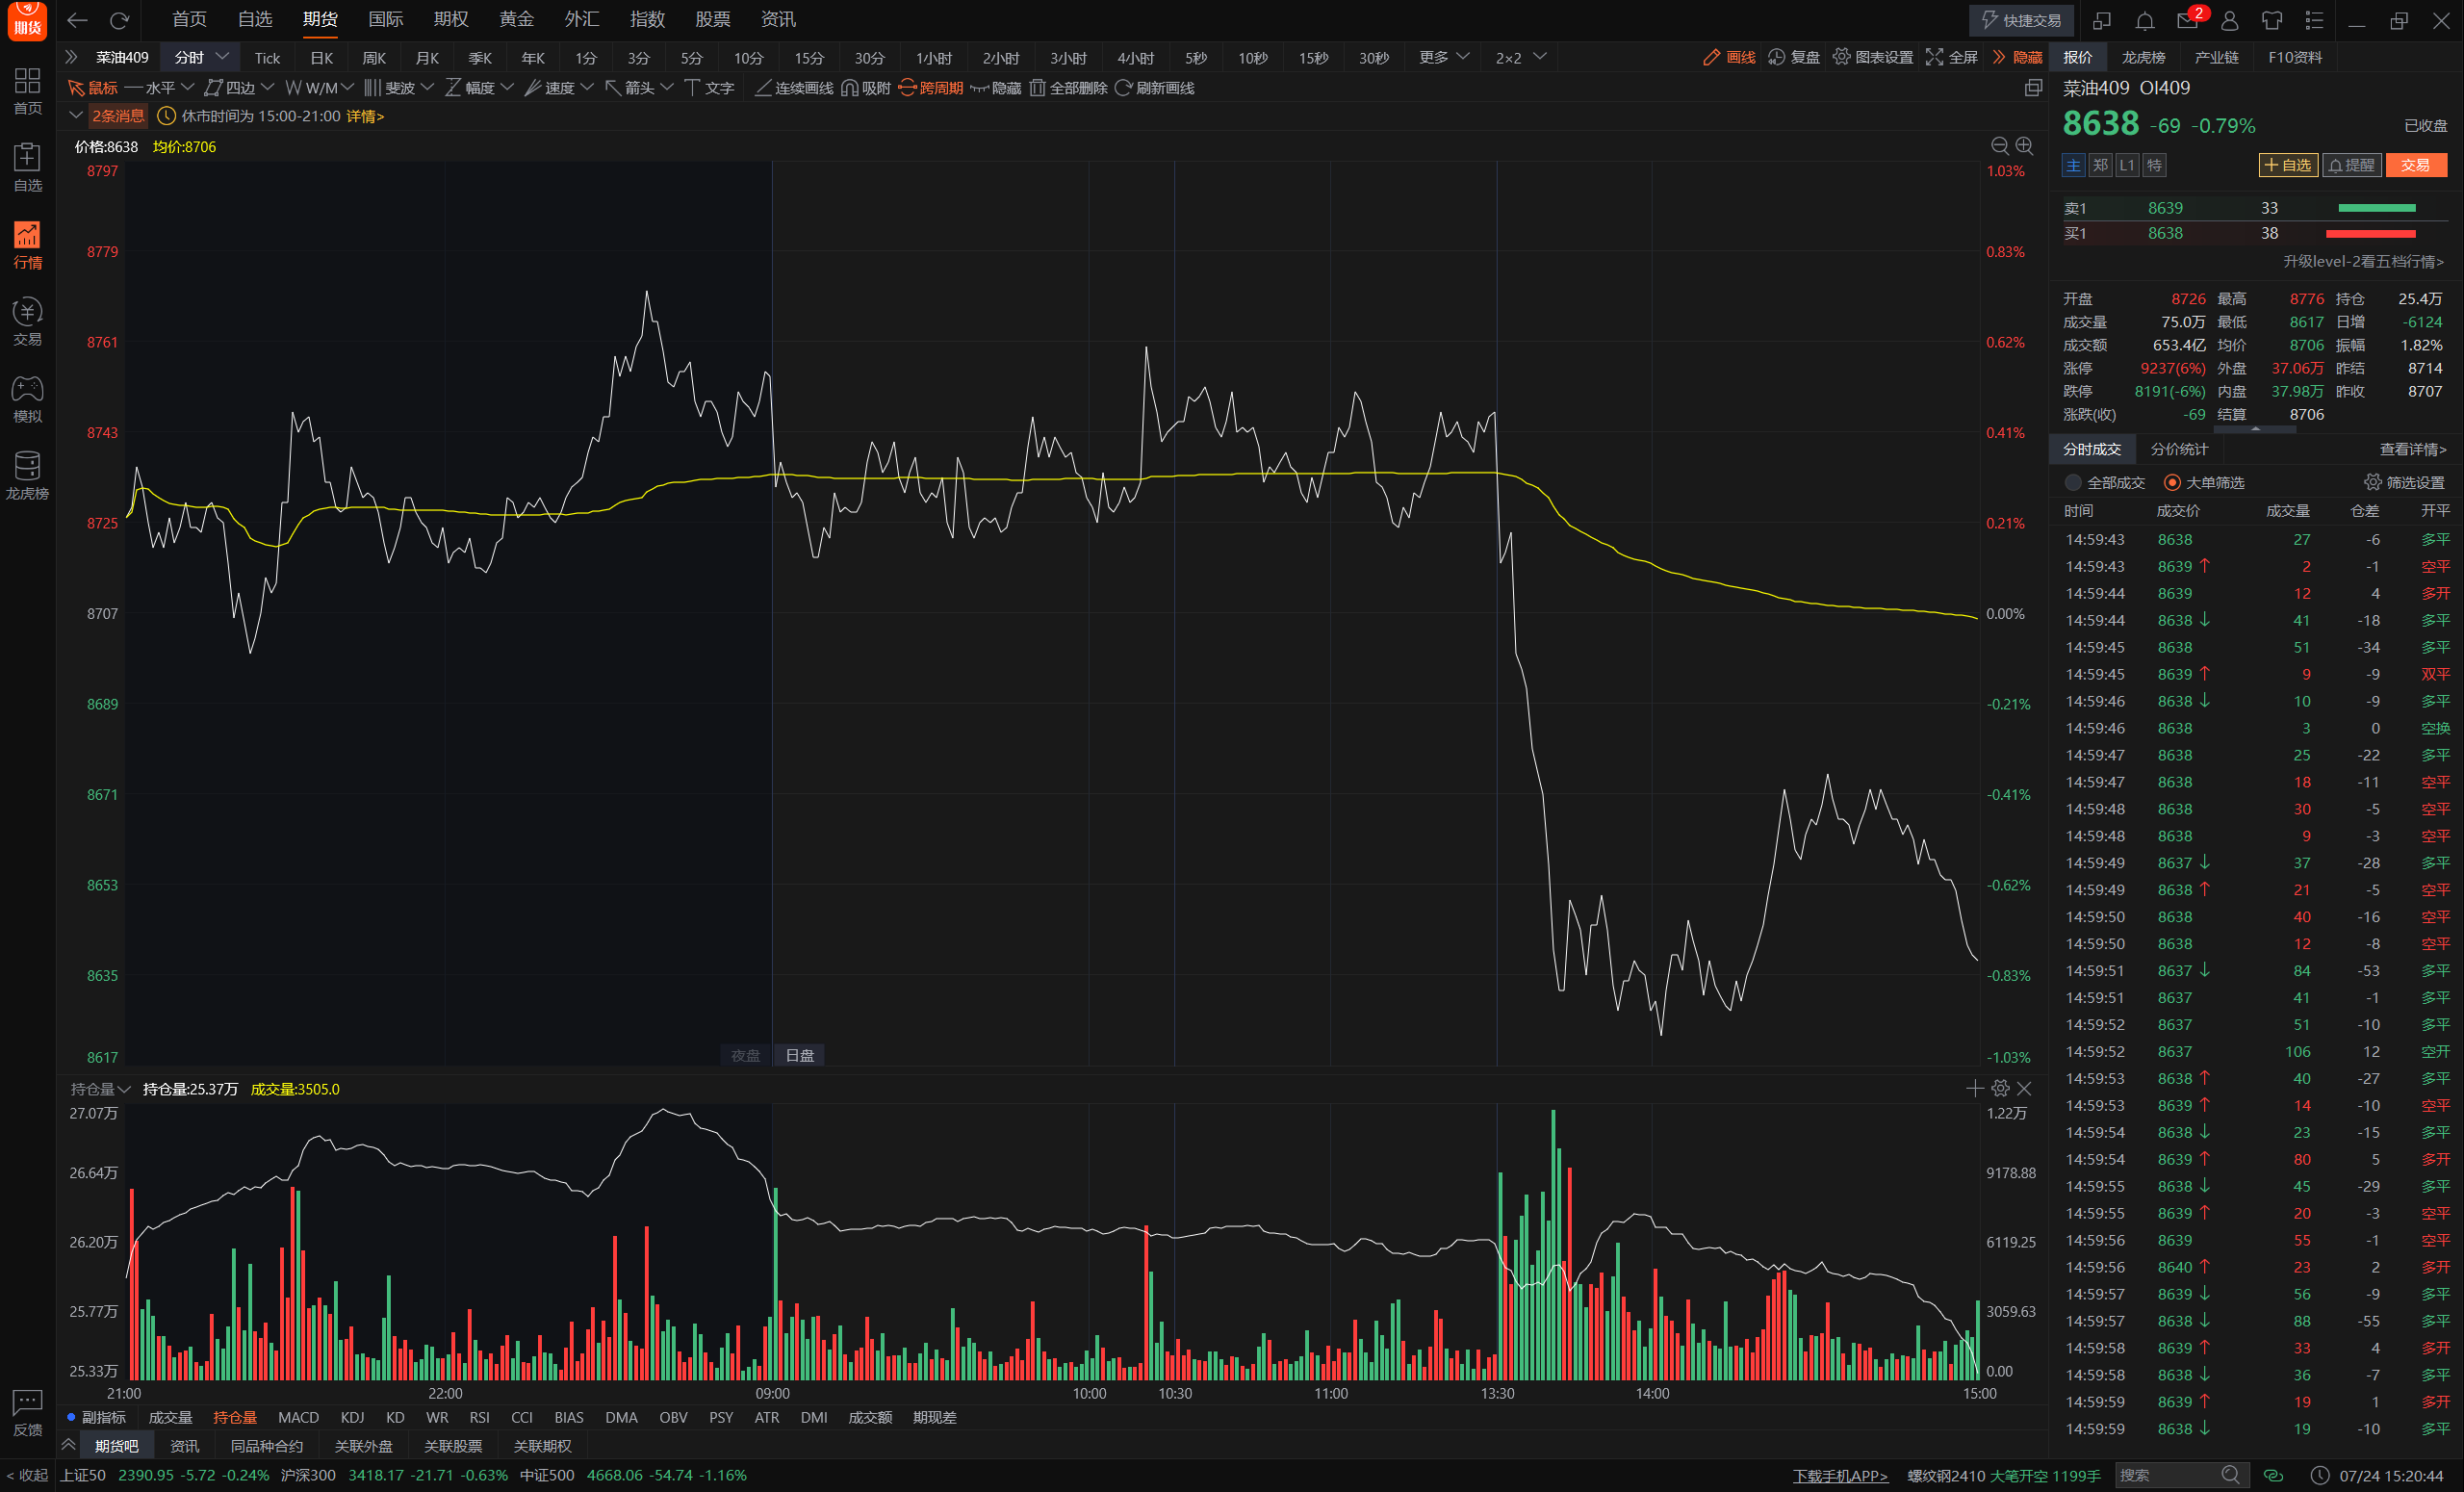 期货
首页 自选 期货 国际 期权 黄金 外汇 指数 股票 资讯
快捷交易 2
菜油409 分时 Tick 日K 周K 月K 季K 年K 1分 3分 5分 10分 15分 30分 1小时 2小时 3小时 4小时 5秒 10秒 15秒 30秒 更多 2×2
画线 复盘 图表设置 全屏 隐藏
鼠标 水平 四边 W/M 斐波 幅度 速度 箭头 文字 连续画线 吸附 跨周期 隐藏 全部删除 刷新画线
2条消息 休市时间为 15:00-21:00 详情>
首页
自选
行情
交易
模拟
龙虎榜
反馈
< 收起
价格:8638 均价:8706
8797 1.03%
8779 0.83%
8761 0.62%
8743 0.41%
8725 0.21%
8707 0.00%
8689 -0.21%
8671 -0.41%
8653 -0.62%
8635 -0.83%
8617 -1.03%
夜盘 日盘
持仓量 持仓量:25.37万 成交量:3505.0
27.07万 1.22万
26.64万 9178.88
26.20万 6119.25
25.77万 3059.63
25.33万 0.00
21:00 22:00 09:00 10:00 10:30 11:00 13:30 14:00 15:00
副指标 成交量 持仓量 MACD KDJ KD WR RSI CCI BIAS DMA OBV PSY ATR DMI 成交额 期现差
期货吧 资讯 同品种合约 关联外盘 关联股票 关联期权
报价 龙虎榜 产业链 F10资料
菜油409 OI409
8638 -69 -0.79% 已收盘
主 郑 L1 特 自选 提醒 交易
卖1 8639 33
买1 8638 38
升级level-2看五档行情>
开盘 8726 最高 8776 持仓 25.4万
成交量 75.0万 最低 8617 日增 -6124
成交额 653.4亿 均价 8706 振幅 1.82%
涨停 9237(6%) 外盘 37.06万 昨结 8714
跌停 8191(-6%) 内盘 37.98万 昨收 8707
涨跌(收) -69 结算 8706
分时成交 分价统计 查看详情>
全部成交 大单筛选 筛选设置
时间 成交价 成交量 仓差 开平
14:59:43 8638 27 -6 多平
14:59:43 8639 ↑ 2 -1 空平
14:59:44 8639 12 4 多开
14:59:44 8638 ↓ 41 -18 多平
14:59:45 8638 51 -34 多平
14:59:45 8639 ↑ 9 -9 双平
14:59:46 8638 ↓ 10 -9 多平
14:59:46 8638 3 0 空换
14:59:47 8638 25 -22 多平
14:59:47 8638 18 -11 空平
14:59:48 8638 30 -5 空平
14:59:48 8638 9 -3 空平
14:59:49 8637 ↓ 37 -28 多平
14:59:49 8638 ↑ 21 -5 空平
14:59:50 8638 40 -16 空平
14:59:50 8638 12 -8 空平
14:59:51 8637 ↓ 84 -53 多平
14:59:51 8637 41 -1 多平
14:59:52 8637 51 -10 多平
14:59:52 8637 106 12 空开
14:59:53 8638 ↑ 40 -27 多平
14:59:53 8639 ↑ 14 -10 空平
14:59:54 8638 ↓ 23 -15 多平
14:59:54 8639 ↑ 80 5 多开
14:59:55 8638 ↓ 45 -29 多平
14:59:55 8639 ↑ 20 -3 空平
14:59:56 8639 55 -1 空平
14:59:56 8640 ↑ 23 2 多开
14:59:57 8639 ↓ 56 -9 多平
14:59:57 8638 ↓ 88 -55 多平
14:59:58 8639 ↑ 33 4 多开
14:59:58 8638 ↓ 36 -7 多平
14:59:59 8639 ↑ 19 1 多开
14:59:59 8638 ↓ 19 -10 多平
上证50 2390.95 -5.72 -0.24% 沪深300 3418.17 -21.71 -0.63% 中证500 4668.06 -54.74 -1.16%
下载手机APP> 螺纹钢2410 大笔开空 1199手 搜索 07/24 15:20:44